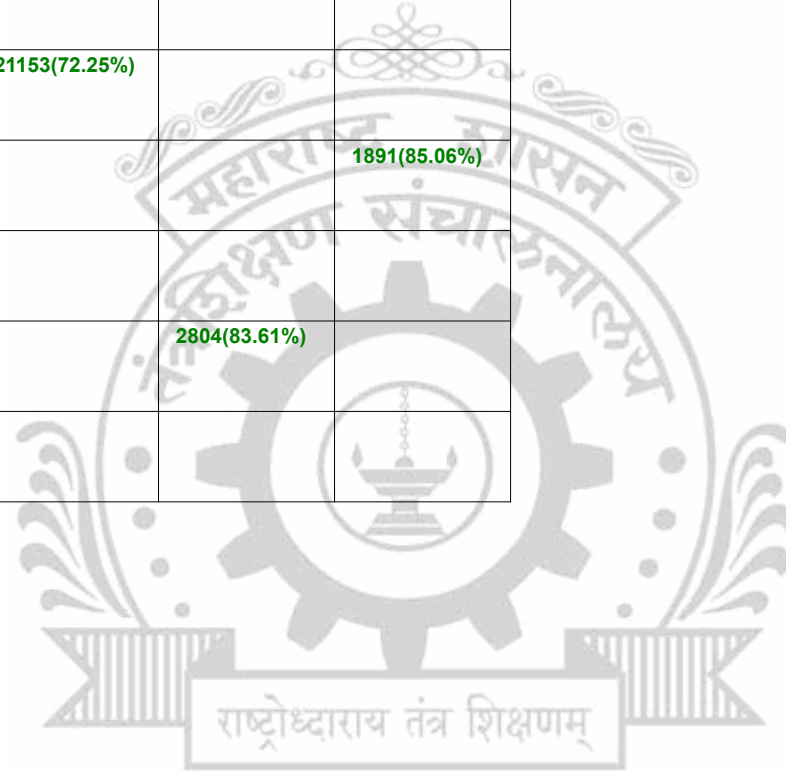 21153(72.25%)
महाराष्ट्र शासन
1891(85.06%)
तंत्रशिक्षण संचालनालय
2804(83.61%)
राष्ट्रोध्दाराय तंत्र शिक्षणम्